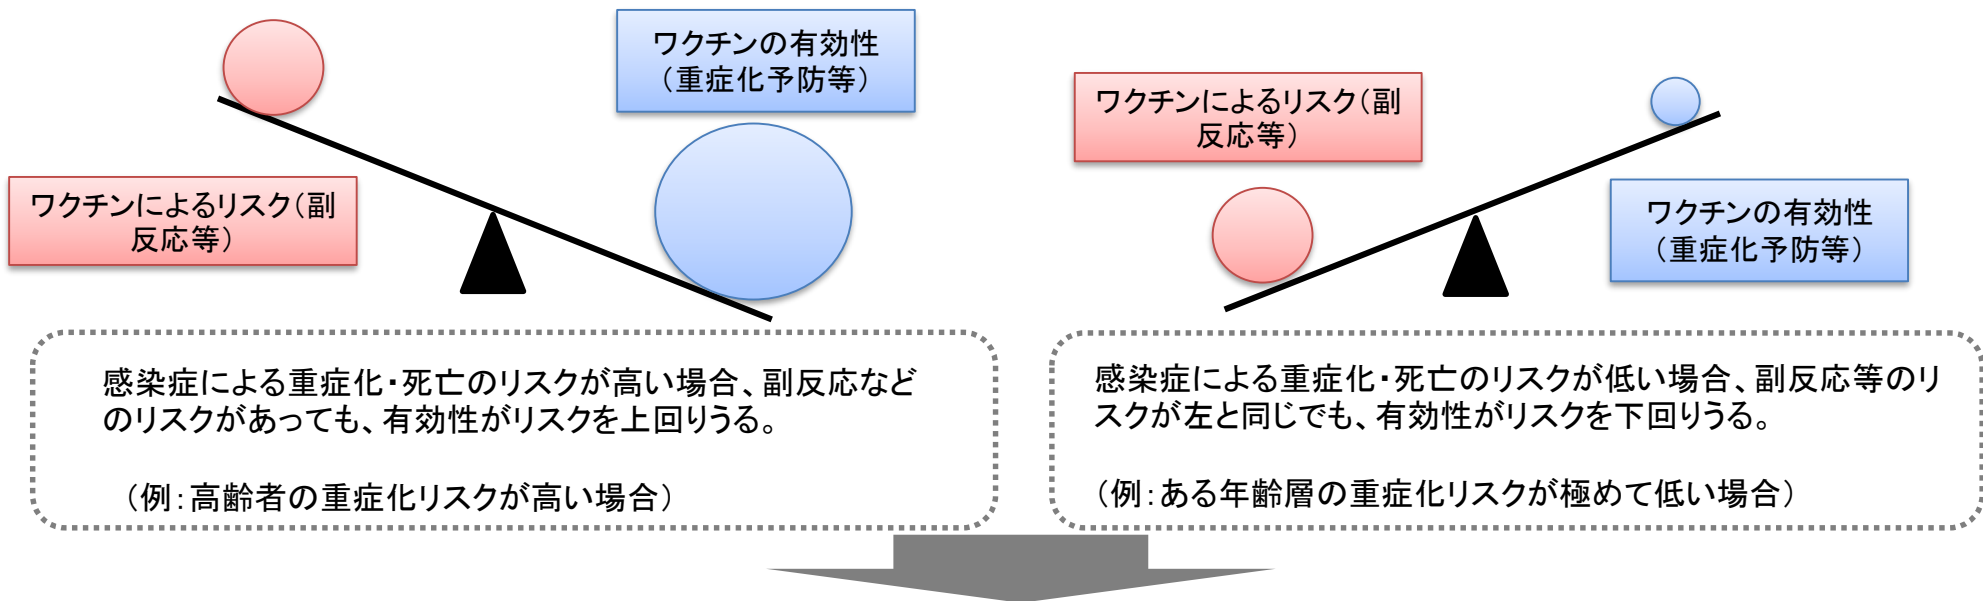 ワクチンの有効性
（重症化予防等）
ワクチンによるリスク（副
反応等）
感染症による重症化・死亡のリスクが高い場合、副反応など
のリスクがあっても、有効性がリスクを上回りうる。
（例：高齢者の重症化リスクが高い場合）
ワクチンによるリスク（副
反応等）
ワクチンの有効性
（重症化予防等）
感染症による重症化・死亡のリスクが低い場合、副反応等のリ
スクが左と同じでも、有効性がリスクを下回りうる。
（例：ある年齢層の重症化リスクが極めて低い場合）